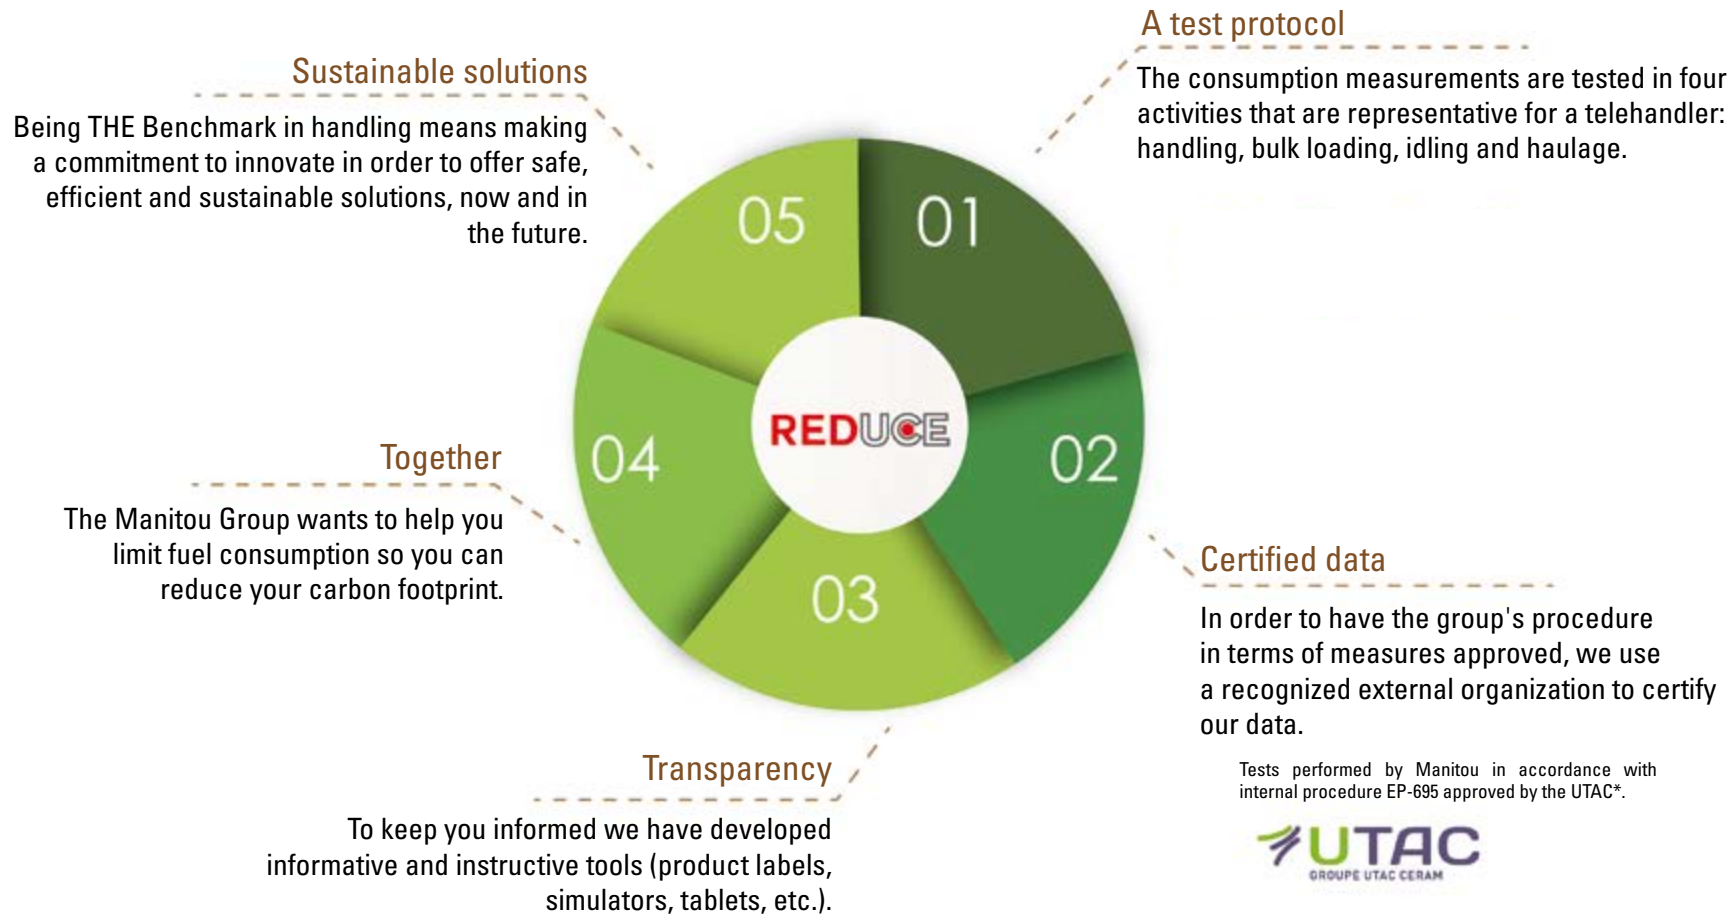 A test protocol
The consumption measurements are tested in four
activities that are representative for a telehandler:
handling, bulk loading, idling and haulage.
Sustainable solutions
Being THE Benchmark in handling means making
a commitment to innovate in order to offer safe,
efficient and sustainable solutions, now and in
the future.
05
01
REDUCE
04
02
03
Together
The Manitou Group wants to help you
limit fuel consumption so you can
reduce your carbon footprint.
Certified data
In order to have the group's procedure
in terms of measures approved, we use
a recognized external organization to certify
our data.
Tests performed by Manitou in accordance with
internal procedure EP-695 approved by the UTAC*.
UTAC
GROUPE UTAC CERAM
Transparency
To keep you informed we have developed
informative and instructive tools (product labels,
simulators, tablets, etc.).